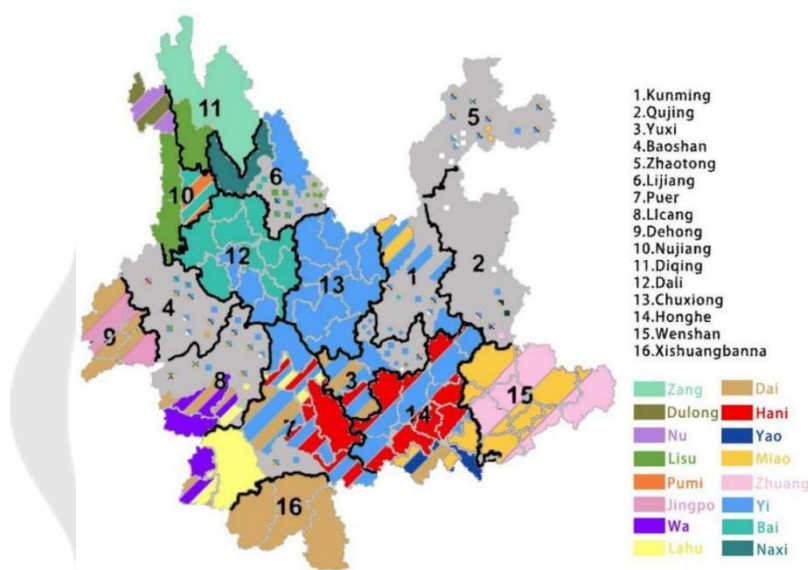 11
5
6
10
12
13
1
2
4
9
8
3
7
14
15
16
1.Kunming
2.Qujing
3.Yuxi
4.Baoshan
5.Zhaotong
6.Lijiang
7.Puer
8.LIcang
9.Dehong
10.Nujiang
11.Diqing
12.Dali
13.Chuxiong
14.Honghe
15.Wenshan
16.Xishuangbanna
Zang Dai
Dulong Hani
Nu Yao
Lisu Miao
Pumi Zhuang
Jingpo Yi
Wa Bai
Lahu Naxi